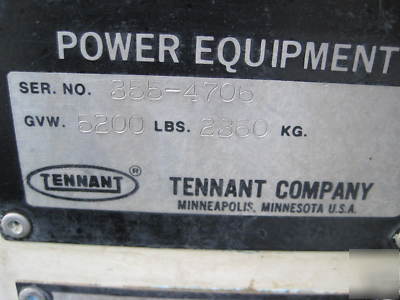 POWER EQUIPMENT
SER. NO. 355-4706
GVW. 5200 LBS. 2360 KG.
TENNANT ® TENNANT COMPANY
MINNEAPOLIS, MINNESOTA U.S.A.